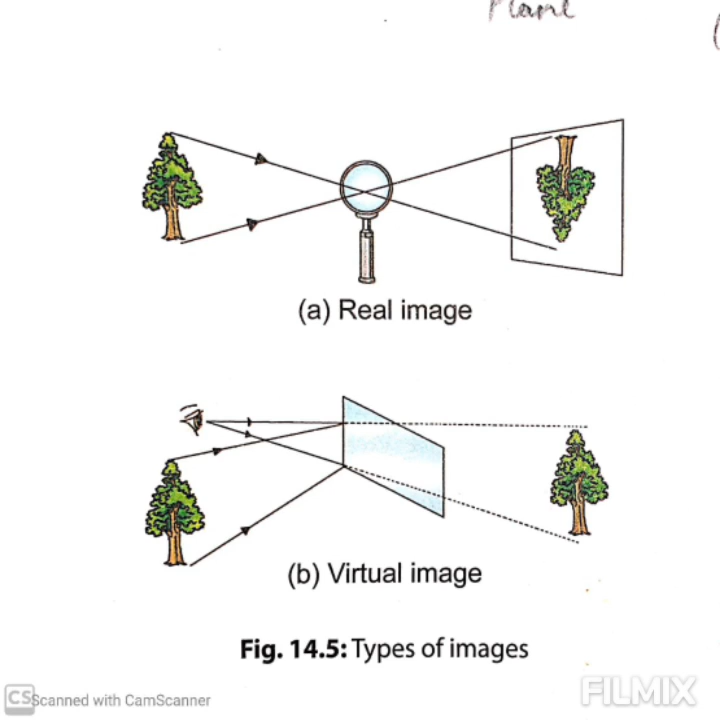 Plane
(a) Real image
(b) Virtual image
Fig. 14.5: Types of images
CS Scanned with CamScanner
FILMIX